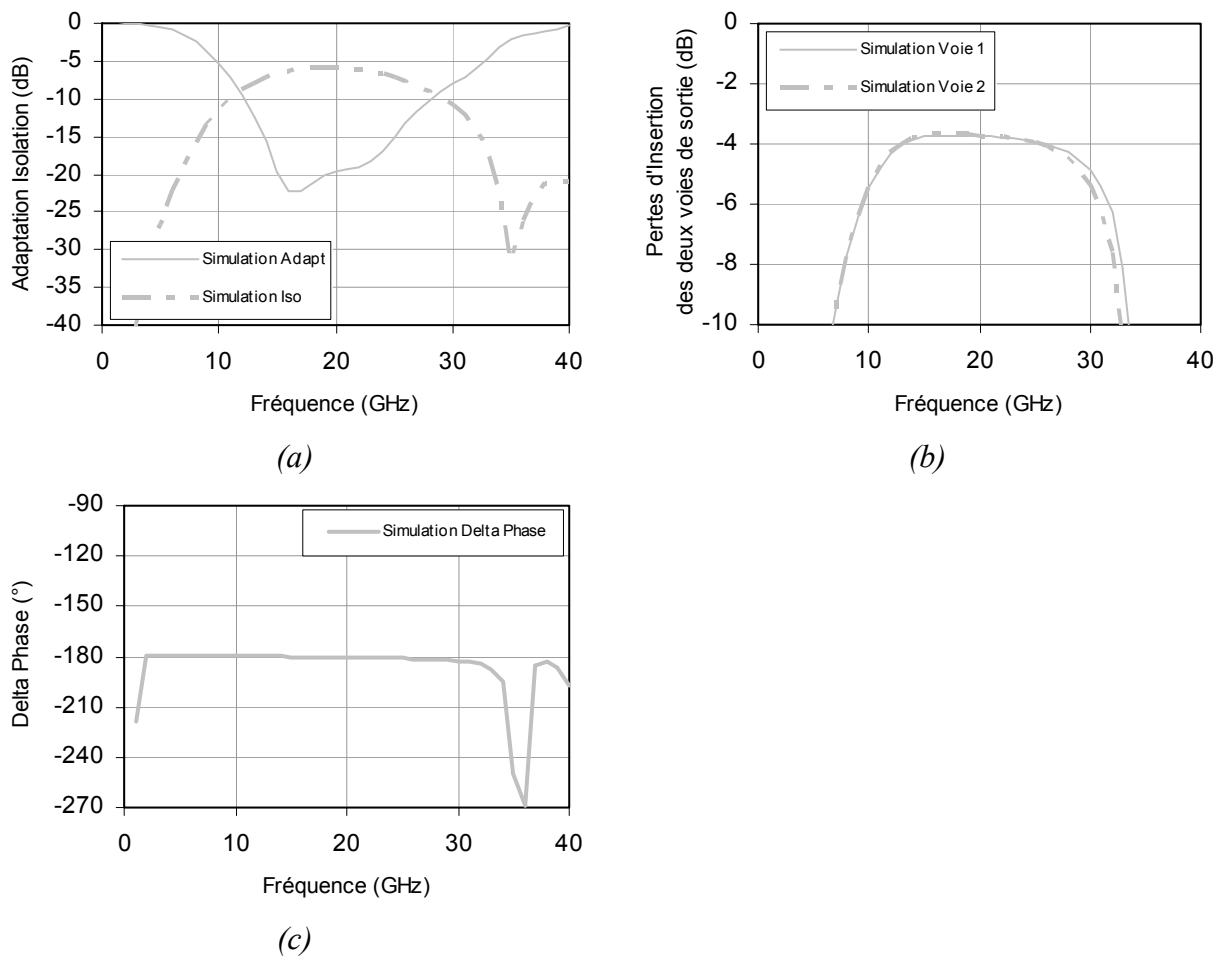 0
-5
-10
-15
-20
-25
-30
-35
-40
Adaptation Isolation (dB)
Simulation Adapt
Simulation Iso
0 10 20 30 40
Fréquence (GHz)
(a)
0
-2
-4
-6
-8
-10
Pertes d'Insertion
des deux voies de sortie (dB)
Simulation Voie 1
Simulation Voie 2
0 10 20 30 40
Fréquence (GHz)
(b)
-90
-120
-150
-180
-210
-240
-270
Delta Phase (°)
Simulation Delta Phase
0 10 20 30 40
Fréquence (GHz)
(c)